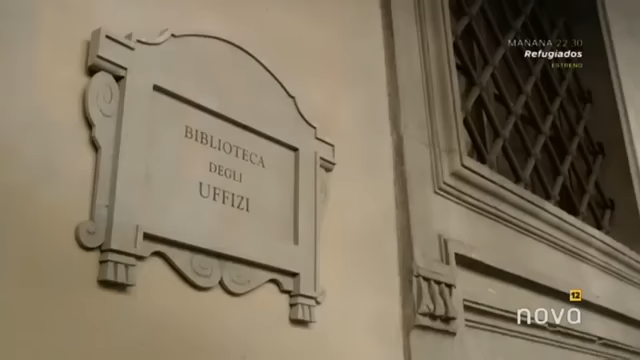 MAÑANA 22:30
Refugiados
ESTRENO
BIBLIOTECA
DEGLI
UFFIZI
12
nova